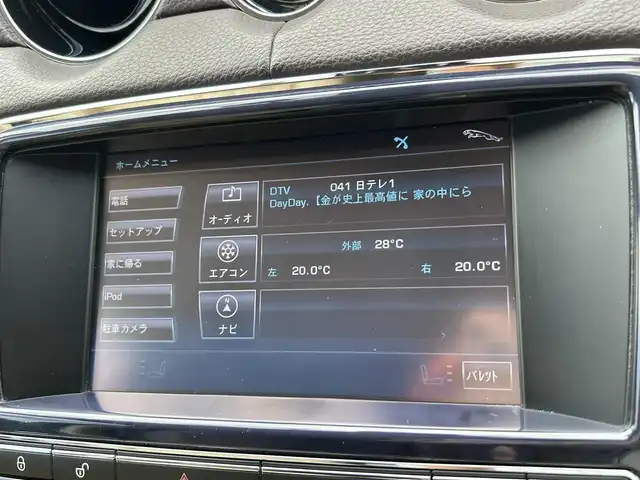 ホームメニュー
電話
セットアップ
家に帰る
iPod
駐車カメラ
オーディオ
エアコン
N
ナビ
DTV 041 日テレ1
DayDay.【金が史上最高値に 家の中にら
外部 28°C
左 20.0°C 右 20.0°C
バレット